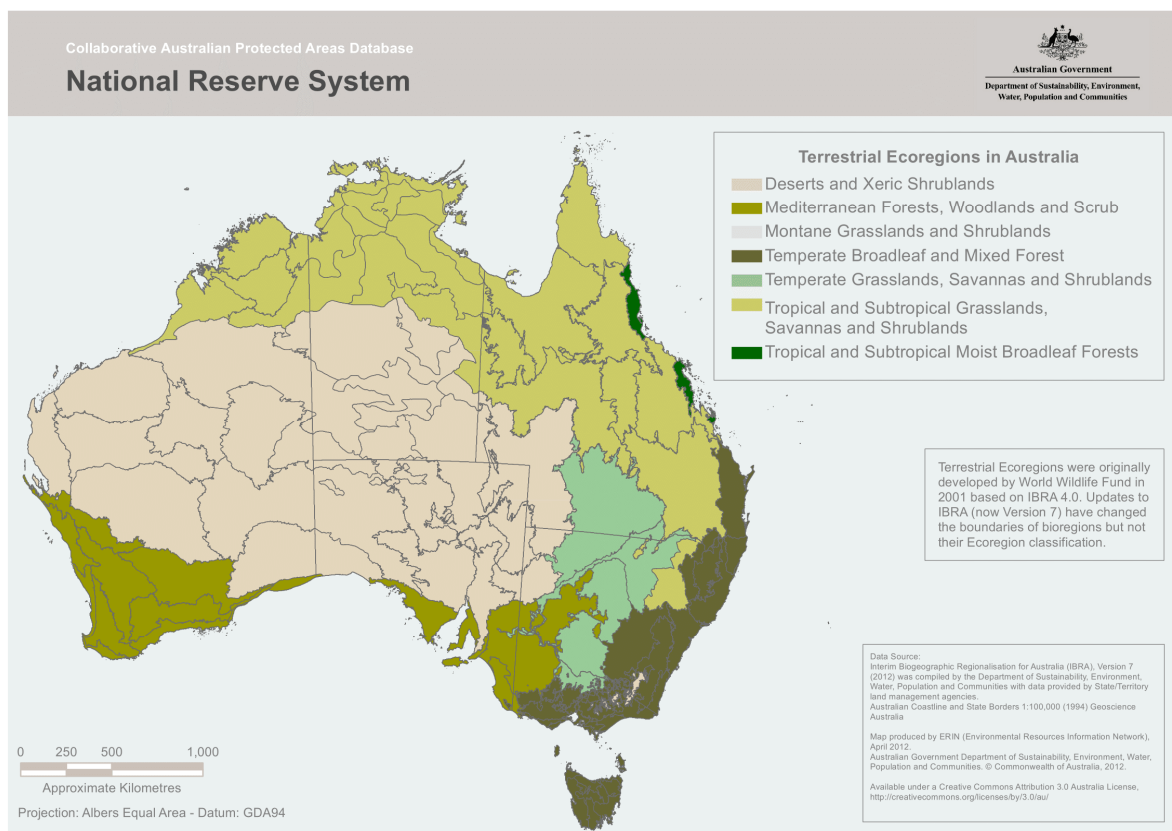 Collaborative Australian Protected Areas Database
National Reserve System
Australian Government
Department of Sustainability, Environment,
Water, Population and Communities
Terrestrial Ecoregions in Australia
Deserts and Xeric Shrublands
Mediterranean Forests, Woodlands and Scrub
Montane Grasslands and Shrublands
Temperate Broadleaf and Mixed Forest
Temperate Grasslands, Savannas and Shrublands
Tropical and Subtropical Grasslands,
Savannas and Shrublands
Tropical and Subtropical Moist Broadleaf Forests
Terrestrial Ecoregions were originally
developed by World Wildlife Fund in
2001 based on IBRA 4.0. Updates to
IBRA (now Version 7) have changed
the boundaries of bioregions but not
their Ecoregion classification.
Data Source:
Interim Biogeographic Regionalisation for Australia (IBRA), Version 7
(2012) was compiled by the Department of Sustainability, Environment,
Water, Population and Communities with data provided by State/Territory
land management agencies.
Australian Coastline and State Borders 1:100,000 (1994) Geoscience
Australia
Map produced by ERIN (Environmental Resources Information Network),
April 2012.
Australian Government Department of Sustainability, Environment, Water,
Population and Communities. © Commonwealth of Australia, 2012.
Available under a Creative Commons Attribution 3.0 Australia License,
http://creativecommons.org/licenses/by/3.0/au/
0 250 500 1,000
Approximate Kilometres
Projection: Albers Equal Area - Datum: GDA94